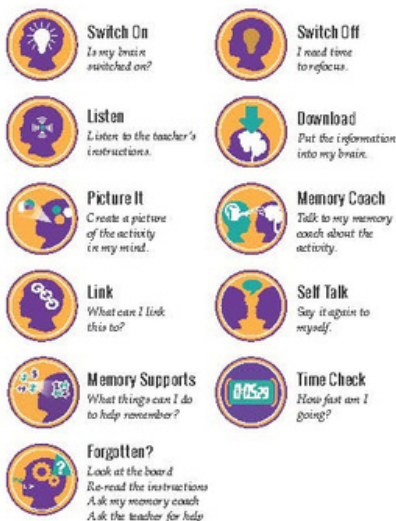 Switch On
Is my brain
switched on?
Switch Off
I need time
to refocus.
Listen
Listen to the teacher's
instructions.
Download
Put the information
into my brain.
Picture It
Create a picture
of the activity
in my mind.
Memory Coach
Talk to my memory
coach about the
activity.
Link
What can I link
this to?
Self Talk
Say it again to
myself.
Memory Supports
What things can I do
to help remember?
Time Check
How fast am I
going?
0:05:29
Forgotten?
Look at the board
Re-read the instructions
Ask my memory coach
Ask the teacher for help
?